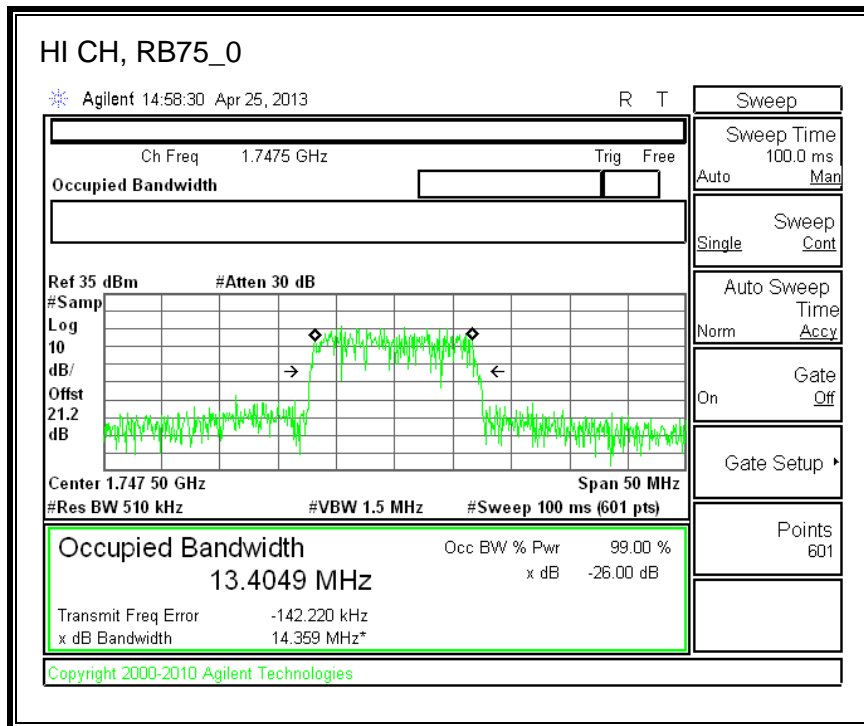 HI CH, RB75_0
Agilent 14:58:30 Apr 25, 2013 R T
Ch Freq 1.7475 GHz Trig Free
Occupied Bandwidth
Ref 35 dBm #Atten 30 dB
#Samp
Log
10
dB/
Offst
21.2
dB
Center 1.747 50 GHz Span 50 MHz
#Res BW 510 kHz #VBW 1.5 MHz #Sweep 100 ms (601 pts)
Occupied Bandwidth Occ BW % Pwr 99.00 %
13.4049 MHz x dB -26.00 dB
Transmit Freq Error -142.220 kHz
x dB Bandwidth 14.359 MHz*
Copyright 2000-2010 Agilent Technologies
Sweep
Sweep Time
100.0 ms
Auto Man
Sweep
Single Cont
Auto Sweep
Time
Norm Accy
Gate
On Off
Gate Setup
Points
601